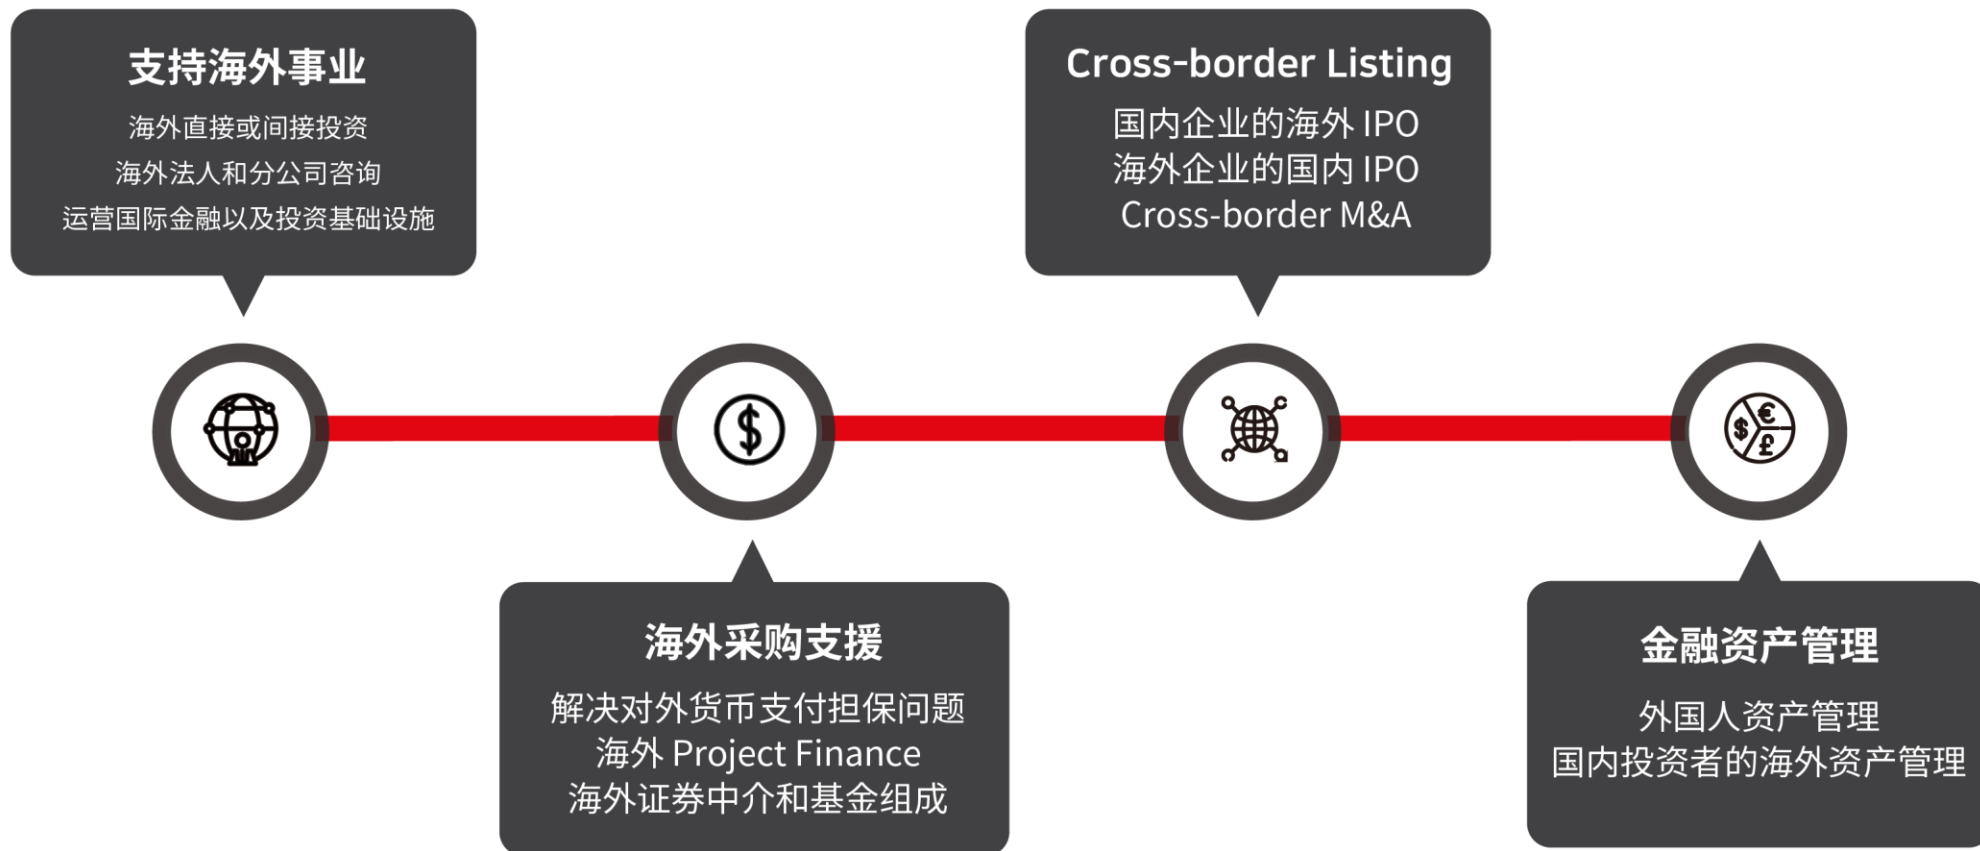 支持海外事业
海外直接或间接投资
海外法人和分公司咨询
运营国际金融以及投资基础设施
Cross-border Listing
国内企业的海外 IPO
海外企业的国内 IPO
Cross-border M&A
$
$
€
£
海外采购支援
解决对外货币支付担保问题
海外 Project Finance
海外证券中介和基金组成
金融资产管理
外国人资产管理
国内投资者的海外资产管理